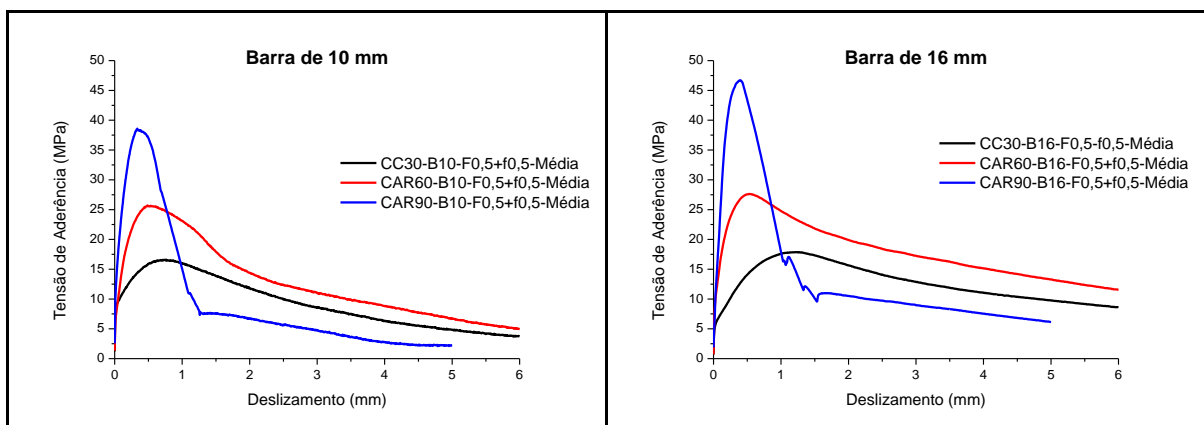 Barra de 10 mm
50
45
40
35
30
25
20
15
10
5
0
Tensão de Aderência (MPa)
CC30-B10-F0,5+f0,5-Média
CAR60-B10-F0,5+f0,5-Média
CAR90-B10-F0,5+f0,5-Média
0 1 2 3 4 5 6
Deslizamento (mm)
Barra de 16 mm
50
45
40
35
30
25
20
15
10
5
0
Tensão de Aderência (MPa)
CC30-B16-F0,5+f0,5-Média
CAR60-B16-F0,5+f0,5-Média
CAR90-B16-F0,5+f0,5-Média
0 1 2 3 4 5 6
Deslizamento (mm)